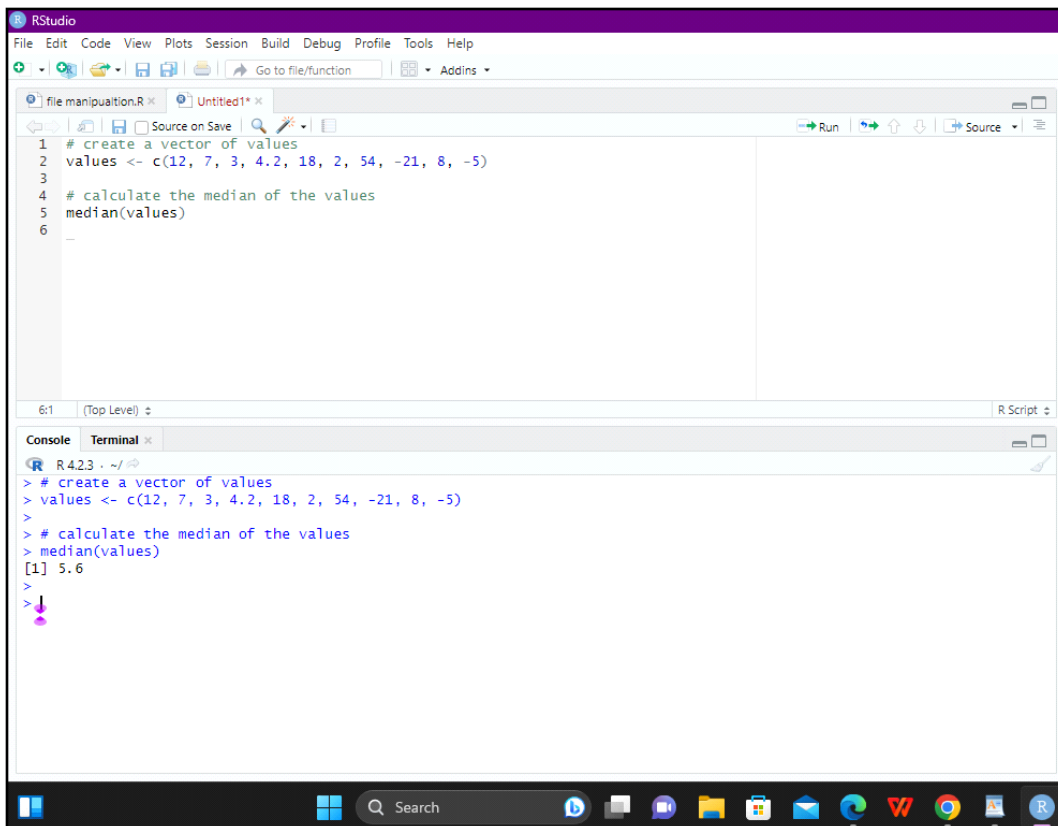 RStudio
File Edit Code View Plots Session Build Debug Profile Tools Help
Go to file/function Addins
file manipualtion.R Untitled1*
Source on Save Run Source
1 # create a vector of values
2 values <- c(12, 7, 3, 4.2, 18, 2, 54, -21, 8, -5)
3
4 # calculate the median of the values
5 median(values)
6
6:1 (Top Level) R Script
Console Terminal
R R 4.2.3 · ~/
> # create a vector of values
> values <- c(12, 7, 3, 4.2, 18, 2, 54, -21, 8, -5)
>
> # calculate the median of the values
> median(values)
[1] 5.6
>
>
Search